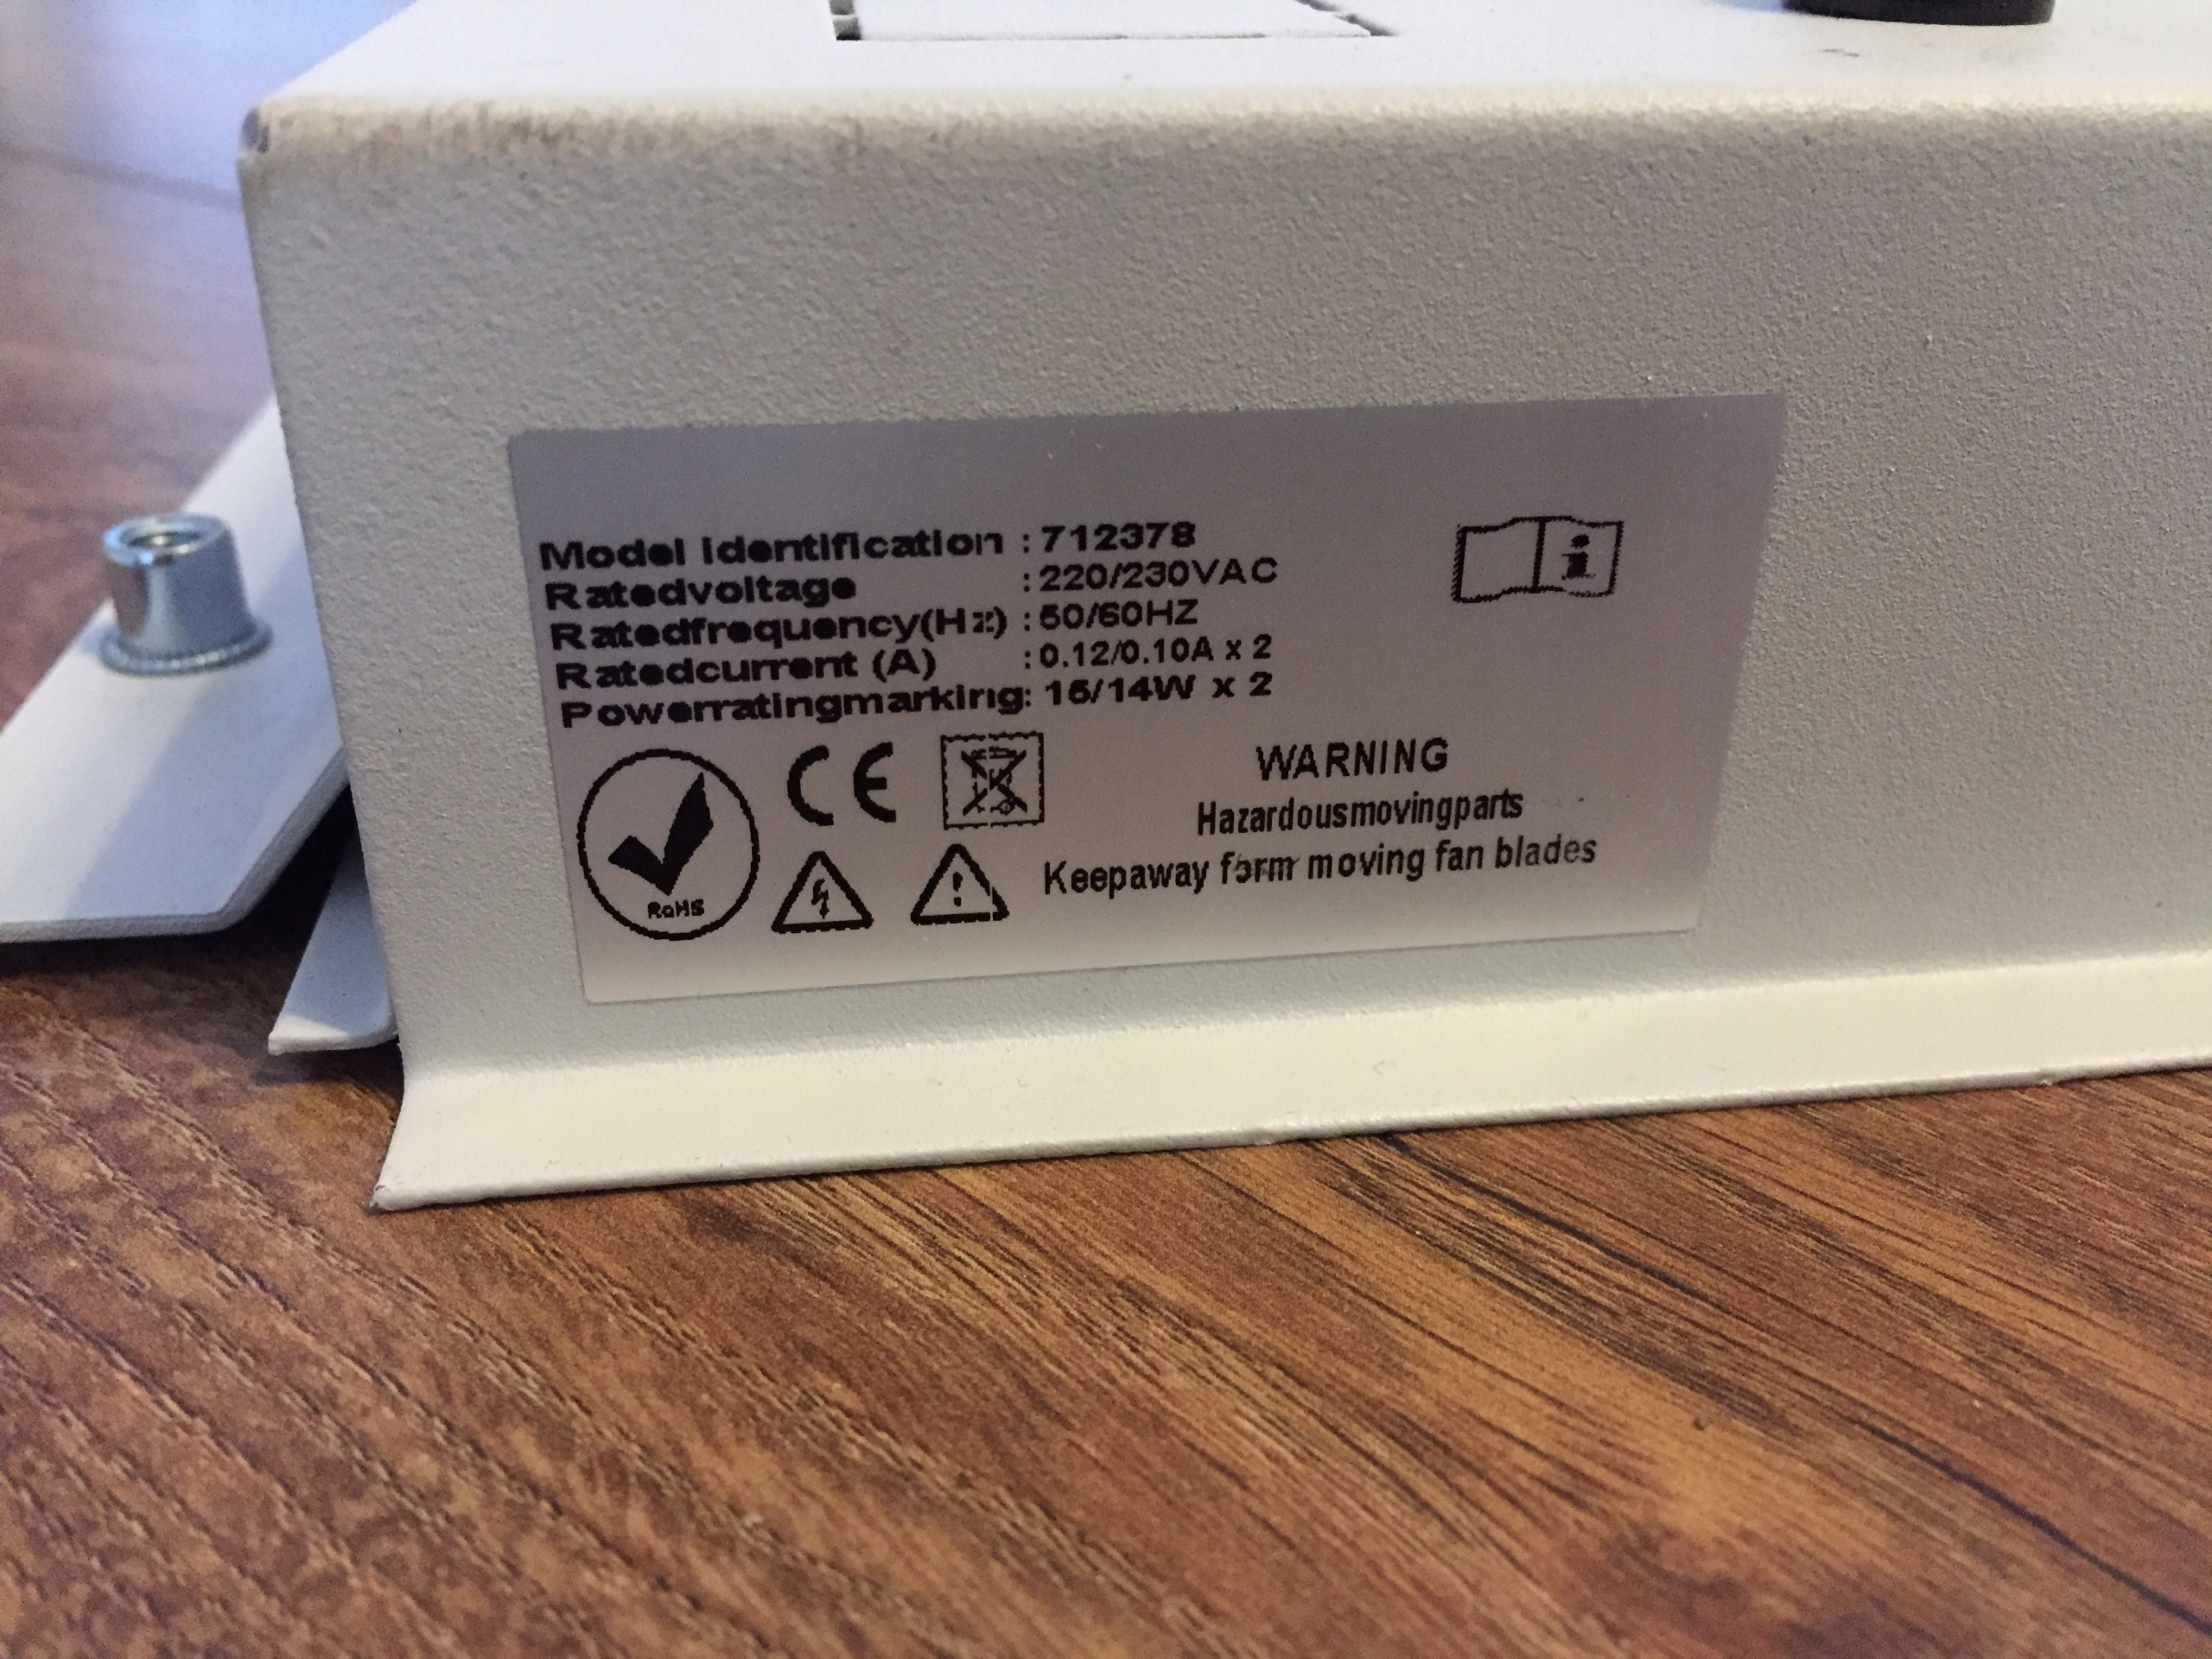 Model identification : 712378
Ratedvoltage : 220/230VAC
Ratedfrequency(Hz) : 50/60HZ
Ratedcurrent (A) : 0.12/0.10A x 2
Powerratingmarking: 15/14W x 2
CE
WARNING
Hazardousmovingparts
Keepaway form moving fan blades
RoHS